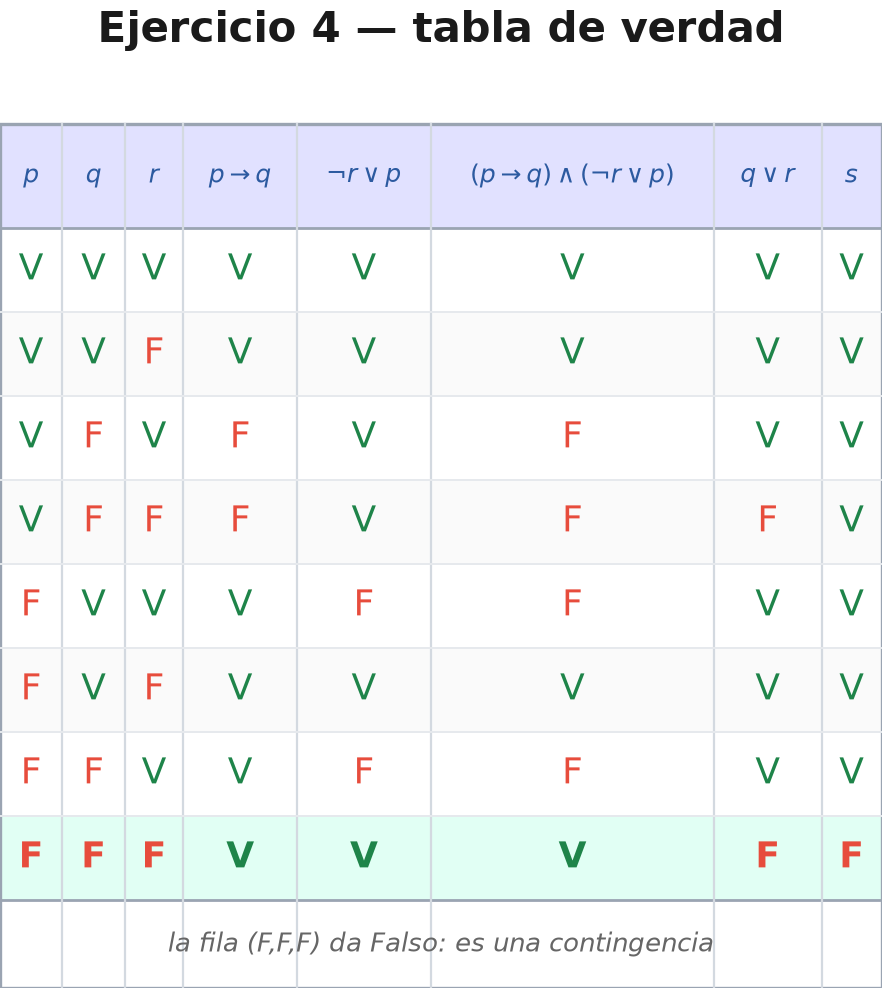 Ejercicio 4 — tabla de verdad
p q r p → q ¬r ∨ p (p → q) ∧ (¬r ∨ p) q ∨ r s
V V V V V V V V
V V F V V V V V
V F V F V F V V
V F F F V F F V
F V V V F F V V
F V F V V V V V
F F V V F F V V
F F F V V V F F
la fila (F,F,F) da Falso: es una contingencia